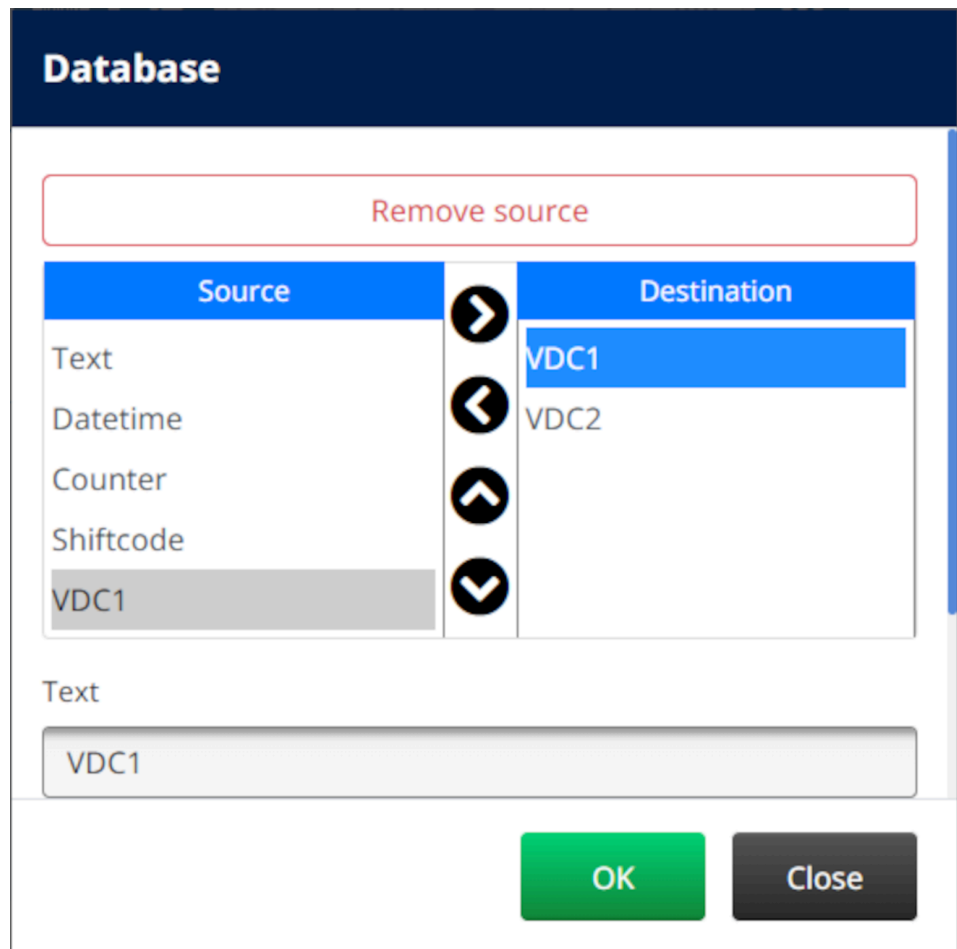 Database
Remove source
Source
Destination
Text
Datetime
Counter
Shiftcode
VDC1
VDC1
VDC2
Text
VDC1
OK
Close